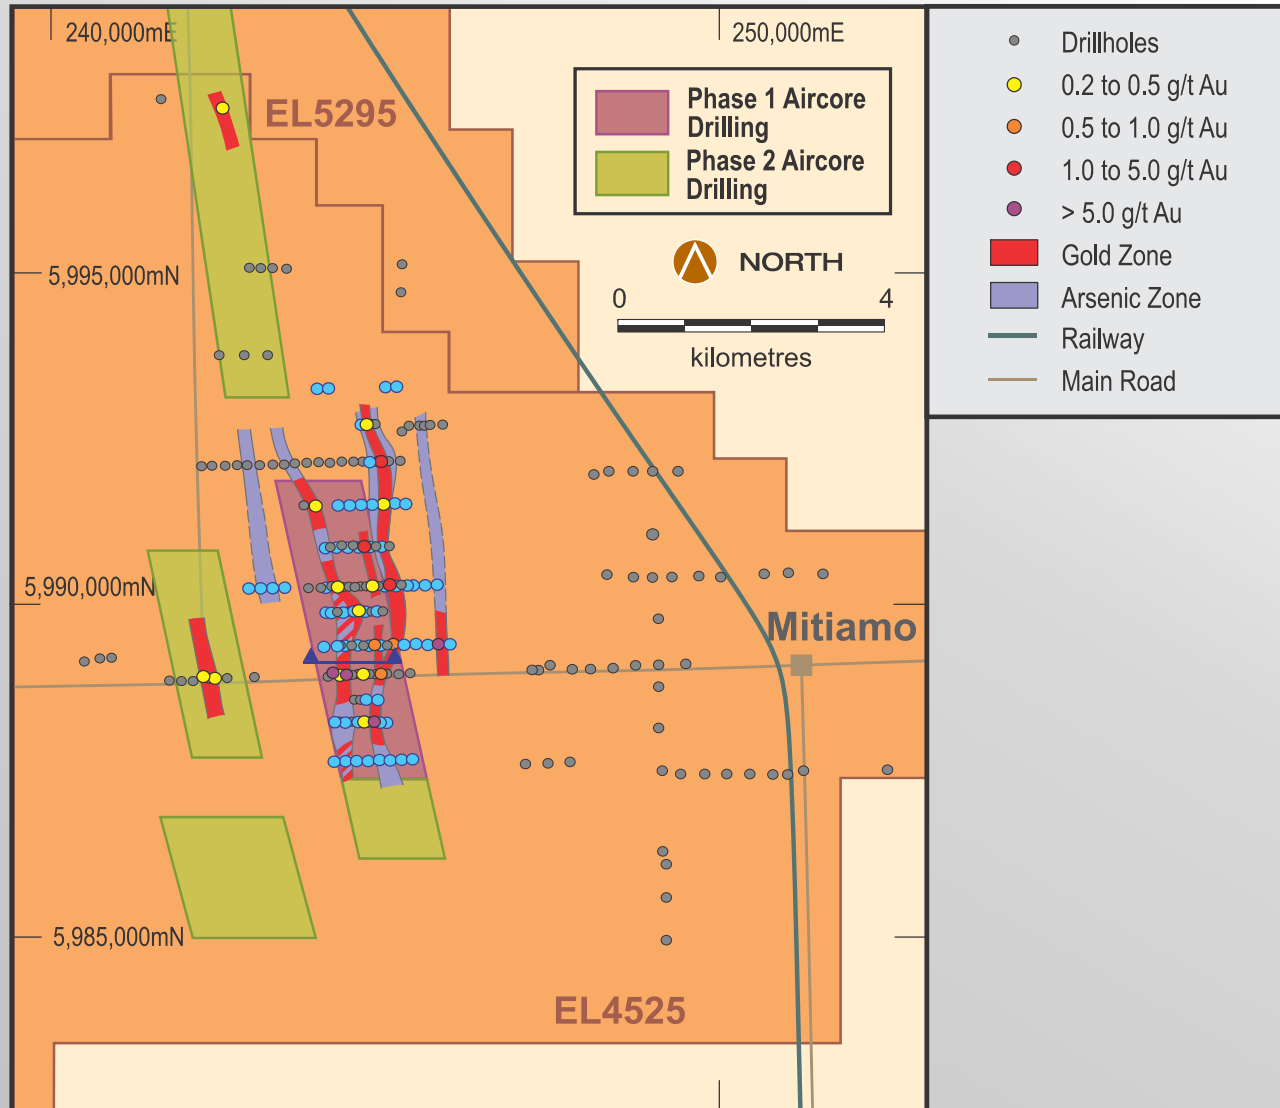 240,000mE
250,000mE
EL5295
Phase 1 Aircore
Drilling
Phase 2 Aircore
Drilling
NORTH
5,995,000mN
0
4
kilometres
5,990,000mN
Mitiamo
5,985,000mN
EL4525
Drillholes
0.2 to 0.5 g/t Au
0.5 to 1.0 g/t Au
1.0 to 5.0 g/t Au
> 5.0 g/t Au
Gold Zone
Arsenic Zone
Railway
Main Road